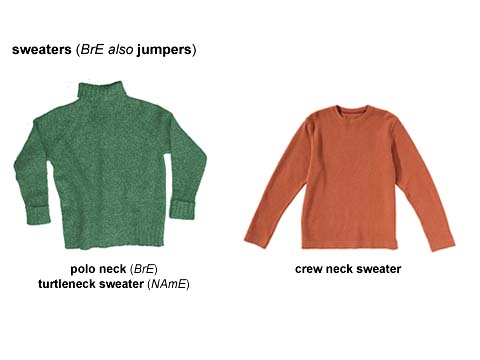 sweaters (BrE also jumpers)
polo neck (BrE)
turtleneck sweater (NAmE)
crew neck sweater